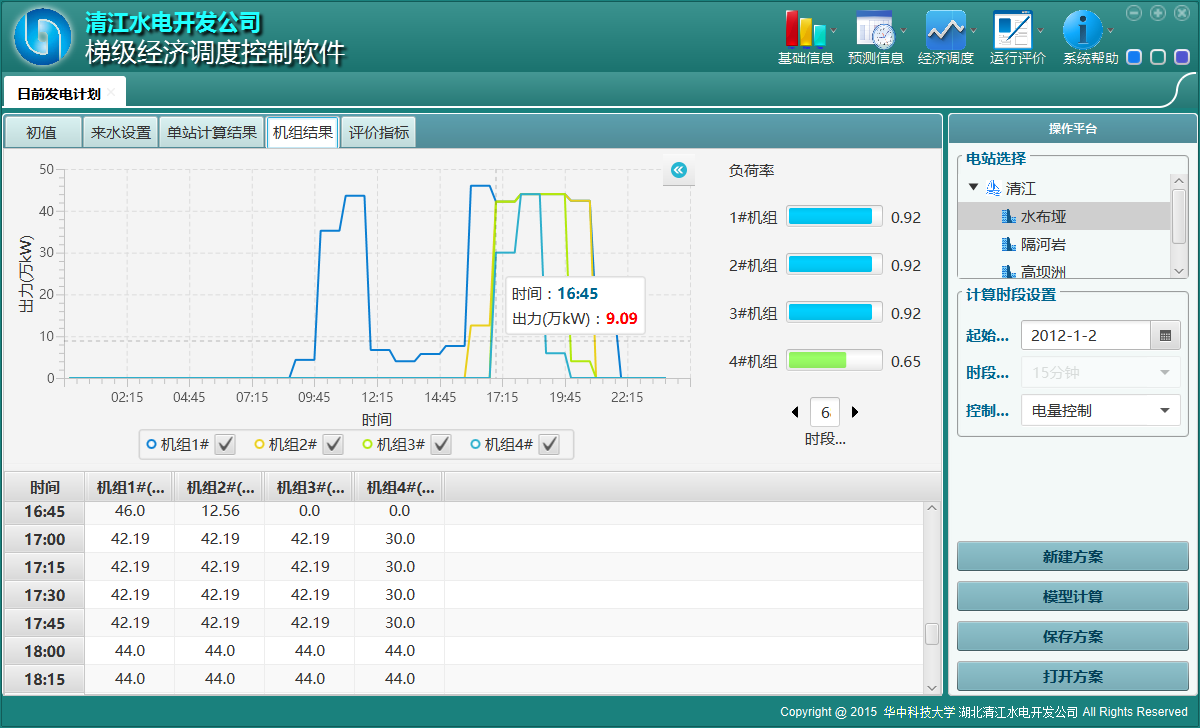 清江水电开发公司
梯级经济调度控制软件
基础信息 预测信息 经济调度 运行评价 系统帮助
日前发电计划
初值 来水设置 单站计算结果 机组结果 评价指标
操作平台
电站选择
清江
水布垭
隔河岩
高坝洲
计算时段设置
起始... 2012-1-2
时段... 15分钟
控制... 电量控制
新建方案
模型计算
保存方案
打开方案
出力(万kW)
50
40
30
20
10
0
02:15 04:45 07:15 09:45 12:15 14:45 17:15 19:45 22:15
时间
时间：16:45
出力(万kW)：9.09
机组1# 机组2# 机组3# 机组4#
负荷率
1#机组 0.92
2#机组 0.92
3#机组 0.92
4#机组 0.65
6
时段...
时间 机组1#(... 机组2#(... 机组3#(... 机组4#(...
16:45 46.0 12.56 0.0 0.0
17:00 42.19 42.19 42.19 30.0
17:15 42.19 42.19 42.19 30.0
17:30 42.19 42.19 42.19 30.0
17:45 42.19 42.19 42.19 30.0
18:00 44.0 44.0 44.0 44.0
18:15 44.0 44.0 44.0 44.0
Copyright @ 2015 华中科技大学 湖北清江水电开发公司 All Rights Reserved